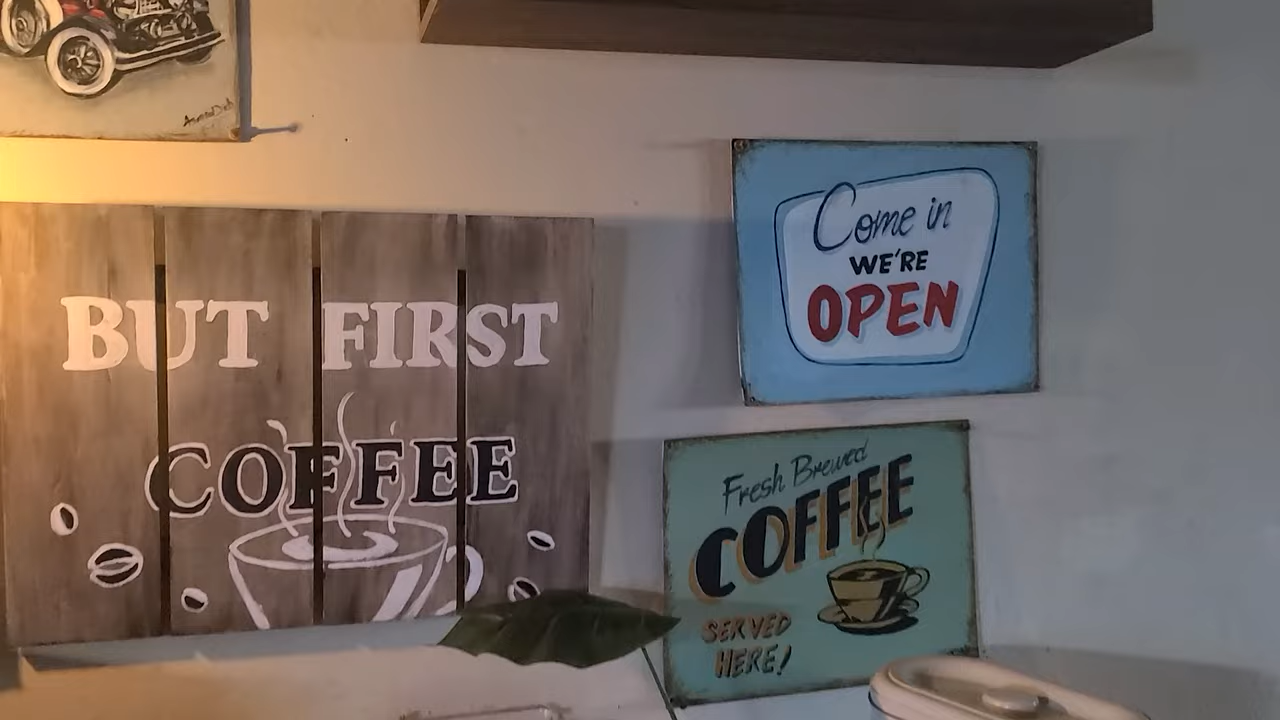 BUT FIRST
COFFEE
Come in
WE'RE
OPEN
Fresh Brewed
COFFEE
SERVED
HERE!